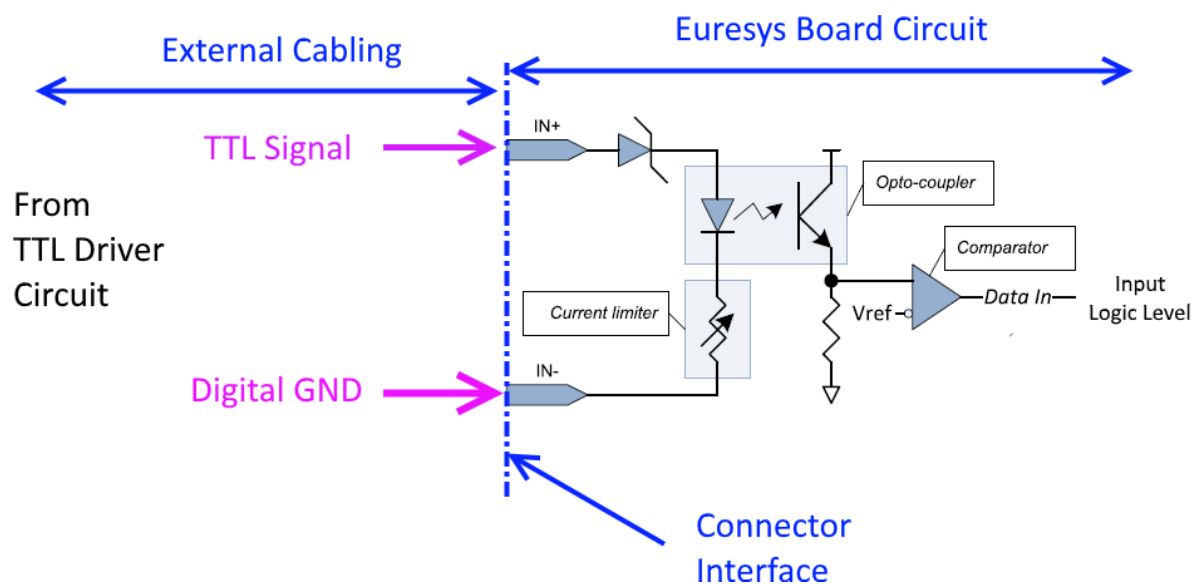 External Cabling
Euresys Board Circuit
TTL Signal
IN+
Opto-coupler
From
TTL Driver
Circuit
Comparator
Current limiter
Vref
Data In
Input
Logic Level
IN-
Digital GND
Connector
Interface